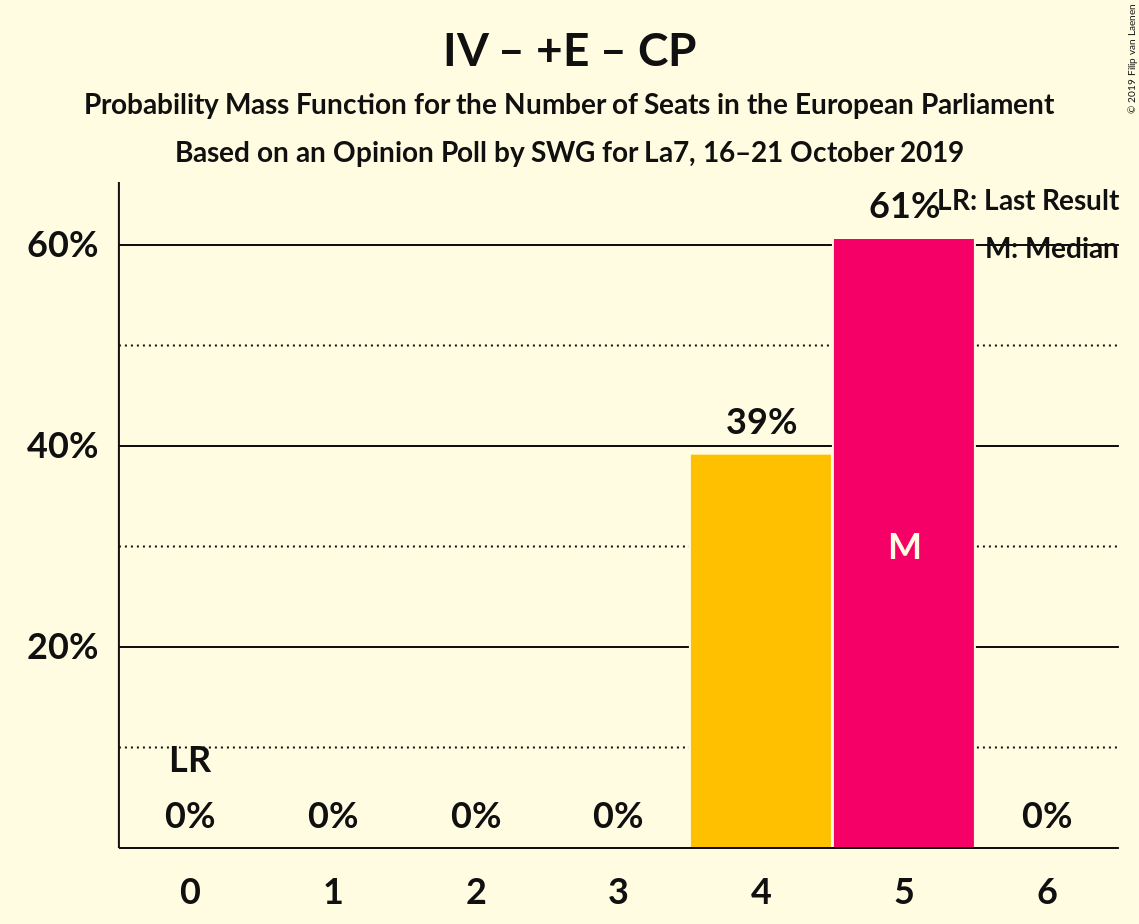 IV – +E – CP
Probability Mass Function for the Number of Seats in the European Parliament
Based on an Opinion Poll by SWG for La7, 16–21 October 2019
© 2019 Filip van Laenen
LR: Last Result
M: Median
61%
60%
39%
40%
M
20%
LR
0% 0% 0% 0% 0%
0 1 2 3 4 5 6